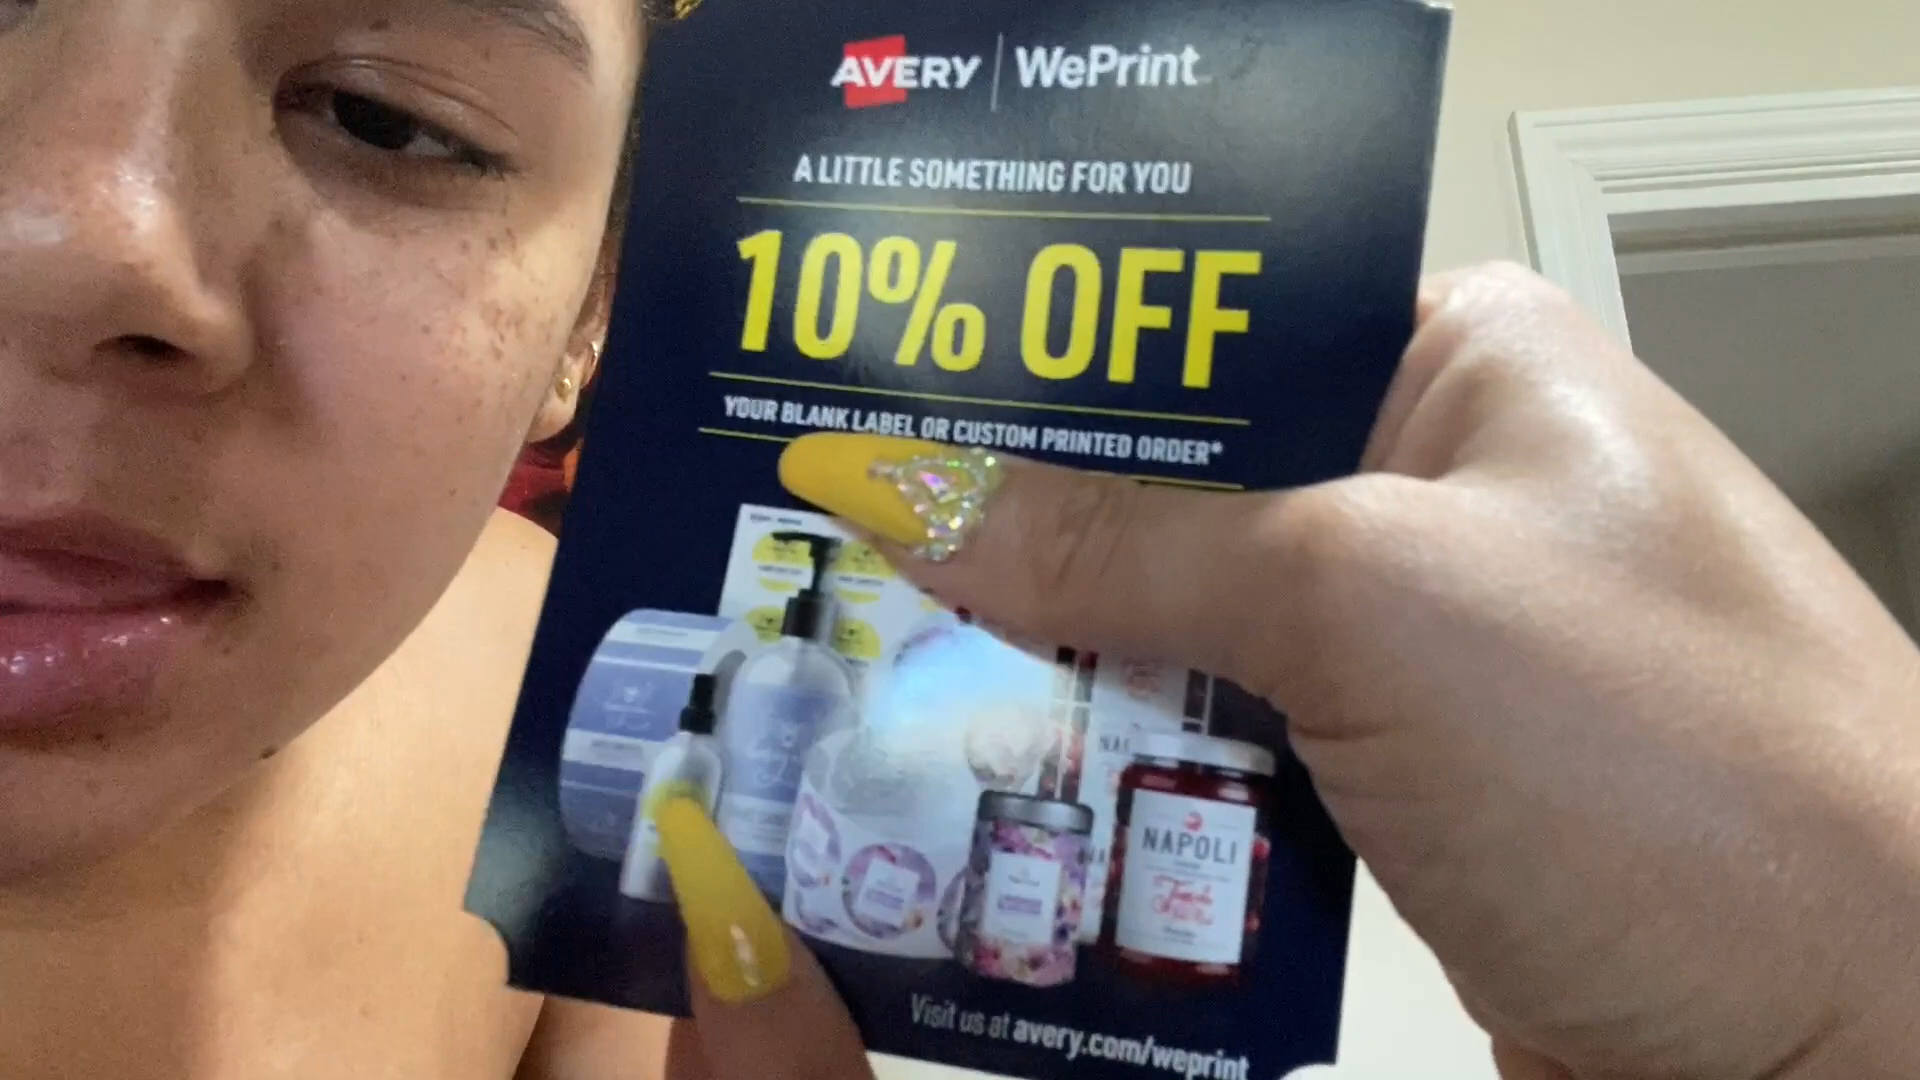 AVERY | WePrint
A LITTLE SOMETHING FOR YOU
10% OFF
YOUR BLANK LABEL OR CUSTOM PRINTED ORDER*
NAPOLI
Visit us at avery.com/weprint